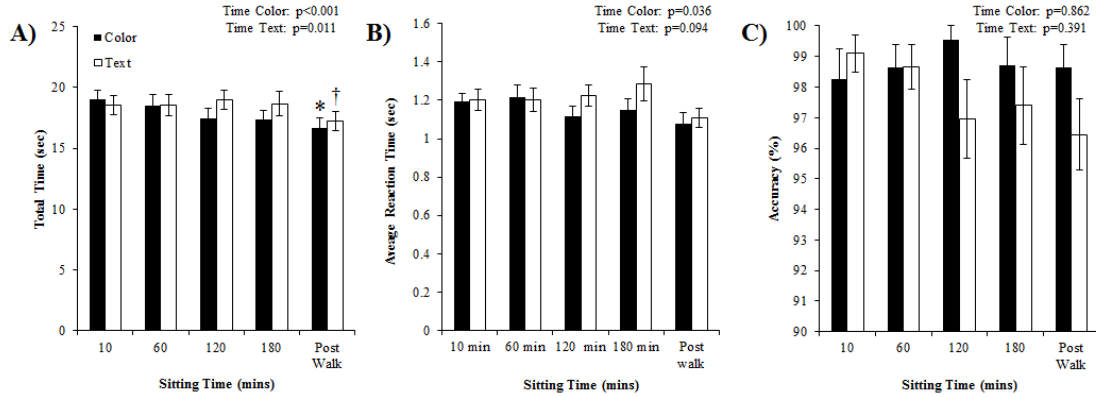 A)
Time Color: p<0.001
Time Text: p=0.011
Color
Text
25
20
15
10
5
0
Total Time (sec)
* †
10 60 120 180 Post
Walk
Sitting Time (mins)
B)
Time Color: p=0.036
Time Text: p=0.094
1.6
1.4
1.2
1
0.8
0.6
0.4
0.2
0
Aveage Reaction Time (sec)
10 min 60 min 120 min 180 min Post
walk
Sitting Time (mins)
C)
Time Color: p=0.862
Time Text: p=0.391
100
99
98
97
96
95
94
93
92
91
90
Accuracy (%)
10 60 120 180 Post
Walk
Sitting Time (mins)